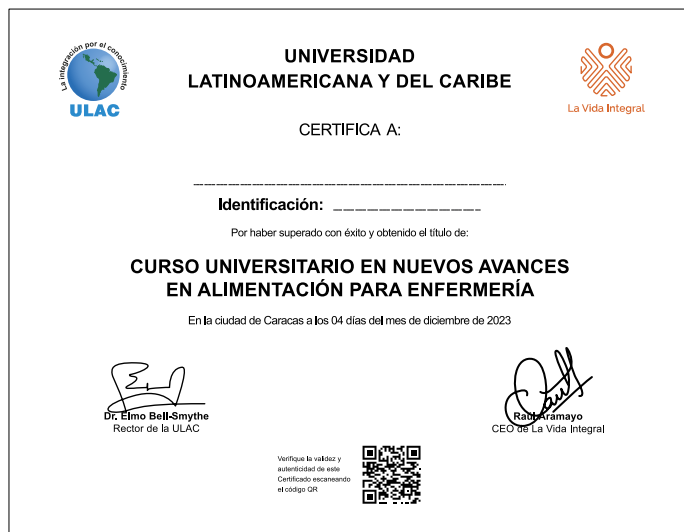 La integración por el conocimiento
ULAC
UNIVERSIDAD
LATINOAMERICANA Y DEL CARIBE
La Vida Integral
CERTIFICA A:
Identificación:
Por haber superado con éxito y obtenido el título de:
CURSO UNIVERSITARIO EN NUEVOS AVANCES
EN ALIMENTACIÓN PARA ENFERMERÍA
En la ciudad de Caracas a los 04 días del mes de diciembre de 2023
Dr. Elmo Bell-Smythe
Rector de la ULAC
Raúl Aramayo
CEO de La Vida Integral
Verifique la validez y
autenticidad de este
Certificado escaneando
el código QR